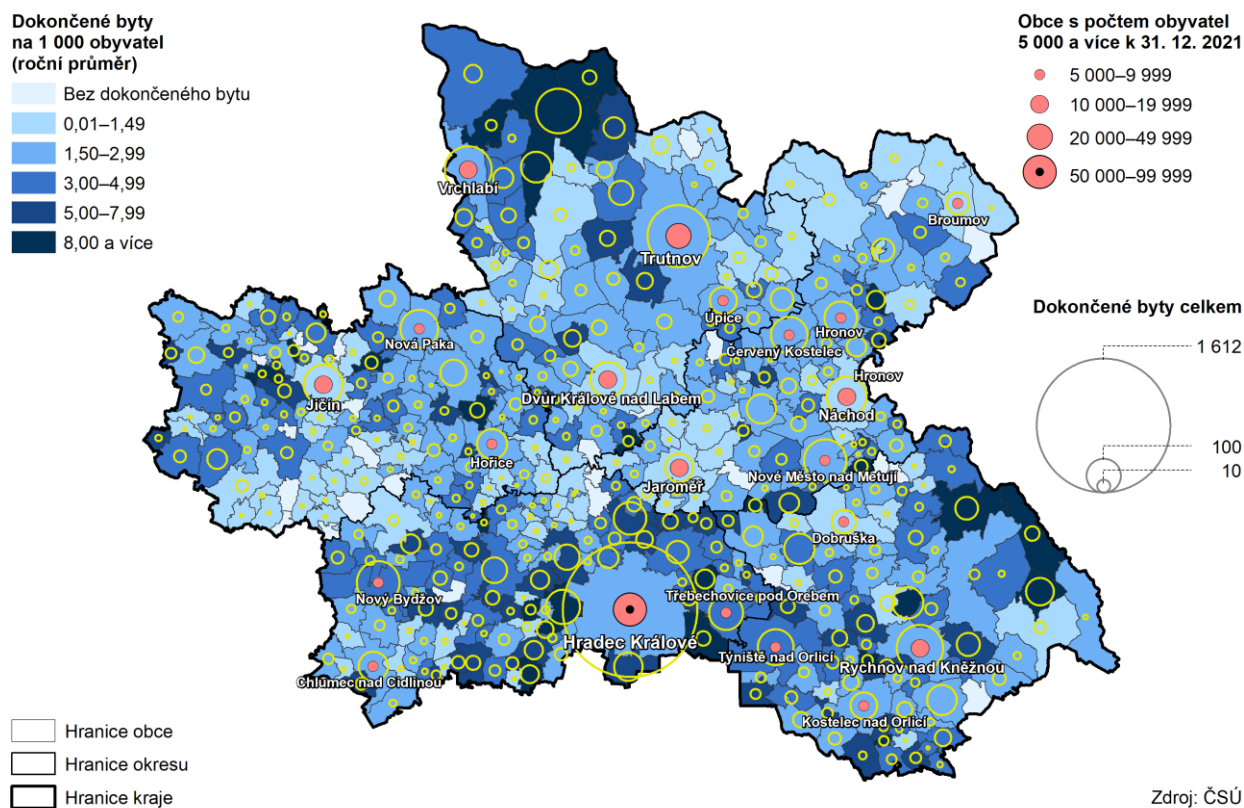 Dokončené byty
na 1 000 obyvatel
(roční průměr)
Bez dokončeného bytu
0,01–1,49
1,50–2,99
3,00–4,99
5,00–7,99
8,00 a více
Obce s počtem obyvatel
5 000 a více k 31. 12. 2021
5 000–9 999
10 000–19 999
20 000–49 999
50 000–99 999
Vrchlabí
Broumov
Trutnov
Úpice
Hronov
Nová Paka
Červený Kostelec
Hronov
Jičín
Dvůr Králové nad Labem
Náchod
Hořice
Jaroměř
Nové Město nad Metují
Dobruška
Nový Bydžov
Třebechovice pod Orebem
Hradec Králové
Týniště nad Orlicí
Rychnov nad Kněžnou
Chlumec nad Cidlinou
Kostelec nad Orlicí
Dokončené byty celkem
1 612
100
10
Hranice obce
Hranice okresu
Hranice kraje
Zdroj: ČSÚ